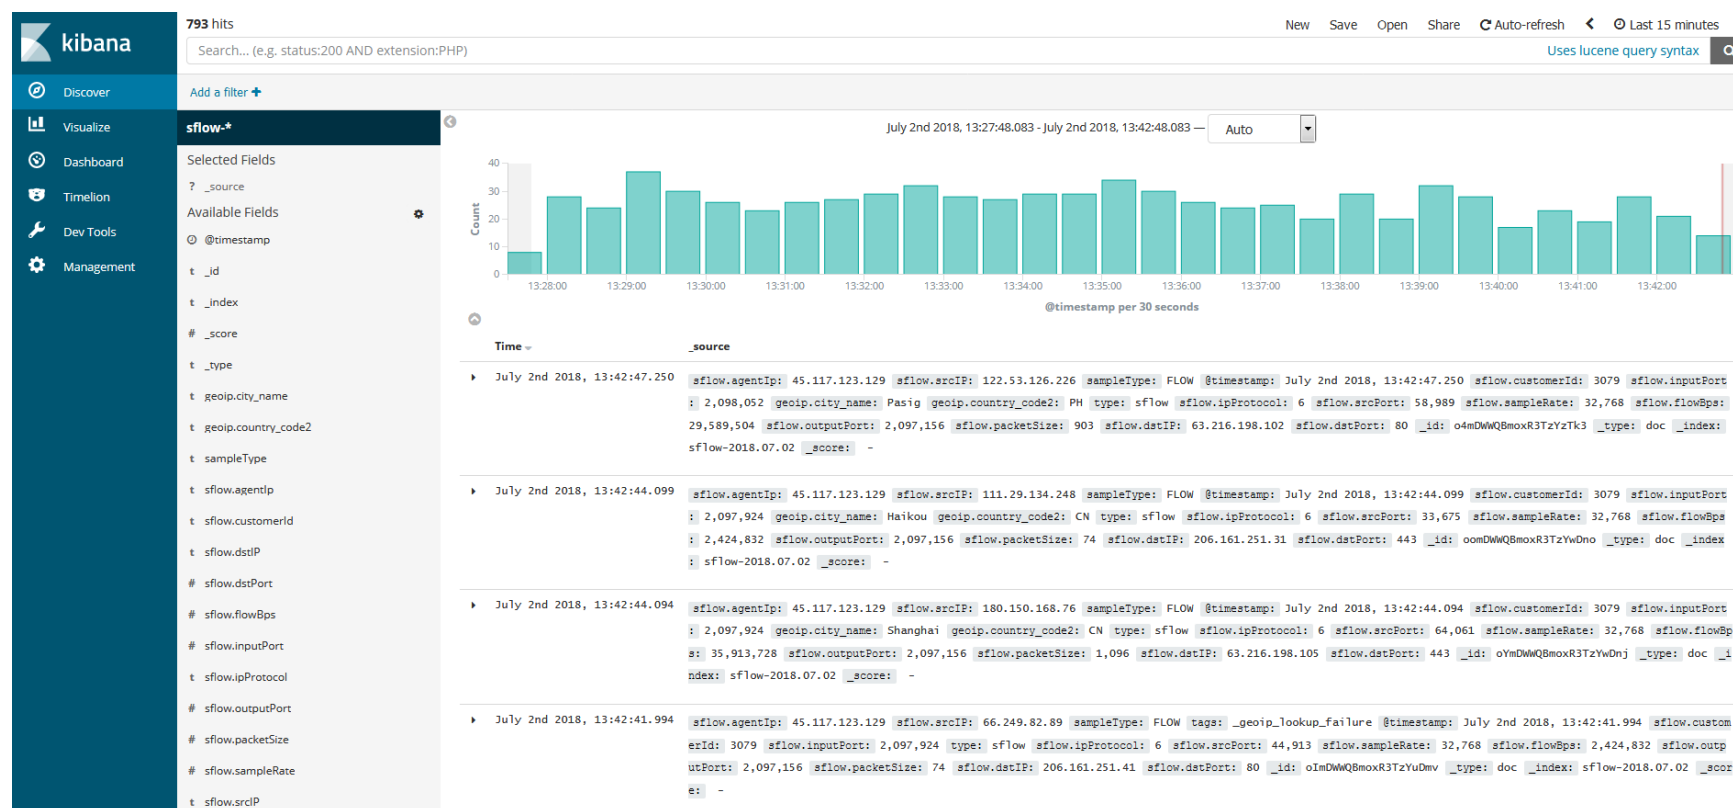 kibana
Discover
Visualize
Dashboard
Timelion
Dev Tools
Management
793 hits
New Save Open Share Auto-refresh Last 15 minutes
Search... (e.g. status:200 AND extension:PHP) Uses lucene query syntax
Add a filter +
sflow-*
Selected Fields
? _source
Available Fields
@timestamp
t _id
t _index
# _score
t _type
t geoip.city_name
t geoip.country_code2
t sampleType
t sflow.agentIp
t sflow.customerId
t sflow.dstIP
# sflow.dstPort
# sflow.flowBps
# sflow.inputPort
t sflow.ipProtocol
# sflow.outputPort
# sflow.packetSize
# sflow.sampleRate
t sflow.srcIP
July 2nd 2018, 13:27:48.083 - July 2nd 2018, 13:42:48.083 — Auto
Count
40
30
20
10
0
13:28:00 13:29:00 13:30:00 13:31:00 13:32:00 13:33:00 13:34:00 13:35:00 13:36:00 13:37:00 13:38:00 13:39:00 13:40:00 13:41:00 13:42:00
@timestamp per 30 seconds
Time _source
July 2nd 2018, 13:42:47.250 sflow.agentIp: 45.117.123.129 sflow.srcIP: 122.53.126.226 sampleType: FLOW @timestamp: July 2nd 2018, 13:42:47.250 sflow.customerId: 3079 sflow.inputPort
: 2,098,052 geoip.city_name: Pasig geoip.country_code2: PH type: sflow sflow.ipProtocol: 6 sflow.srcPort: 58,989 sflow.sampleRate: 32,768 sflow.flowBps:
29,589,504 sflow.outputPort: 2,097,156 sflow.packetSize: 903 sflow.dstIP: 63.216.198.102 sflow.dstPort: 80 _id: o4mDWWQBmoxR3TzYzTk3 _type: doc _index:
sflow-2018.07.02 _score: -
July 2nd 2018, 13:42:44.099 sflow.agentIp: 45.117.123.129 sflow.srcIP: 111.29.134.248 sampleType: FLOW @timestamp: July 2nd 2018, 13:42:44.099 sflow.customerId: 3079 sflow.inputPort
: 2,097,924 geoip.city_name: Haikou geoip.country_code2: CN type: sflow sflow.ipProtocol: 6 sflow.srcPort: 33,675 sflow.sampleRate: 32,768 sflow.flowBps
: 2,424,832 sflow.outputPort: 2,097,156 sflow.packetSize: 74 sflow.dstIP: 206.161.251.31 sflow.dstPort: 443 _id: oomDWWQBmoxR3TzYwDno _type: doc _index
: sflow-2018.07.02 _score: -
July 2nd 2018, 13:42:44.094 sflow.agentIp: 45.117.123.129 sflow.srcIP: 180.150.168.76 sampleType: FLOW @timestamp: July 2nd 2018, 13:42:44.094 sflow.customerId: 3079 sflow.inputPort
: 2,097,924 geoip.city_name: Shanghai geoip.country_code2: CN type: sflow sflow.ipProtocol: 6 sflow.srcPort: 64,061 sflow.sampleRate: 32,768 sflow.flowBp
s: 35,913,728 sflow.outputPort: 2,097,156 sflow.packetSize: 1,096 sflow.dstIP: 63.216.198.105 sflow.dstPort: 443 _id: oYmDWWQBmoxR3TzYwDnj _type: doc _i
ndex: sflow-2018.07.02 _score: -
July 2nd 2018, 13:42:41.994 sflow.agentIp: 45.117.123.129 sflow.srcIP: 66.249.82.89 sampleType: FLOW tags: _geoip_lookup_failure @timestamp: July 2nd 2018, 13:42:41.994 sflow.custom
erId: 3079 sflow.inputPort: 2,097,924 type: sflow sflow.ipProtocol: 6 sflow.srcPort: 44,913 sflow.sampleRate: 32,768 sflow.flowBps: 2,424,832 sflow.outp
utPort: 2,097,156 sflow.packetSize: 74 sflow.dstIP: 206.161.251.41 sflow.dstPort: 80 _id: oImDWWQBmoxR3TzYuDmv _type: doc _index: sflow-2018.07.02 _scor
e: -